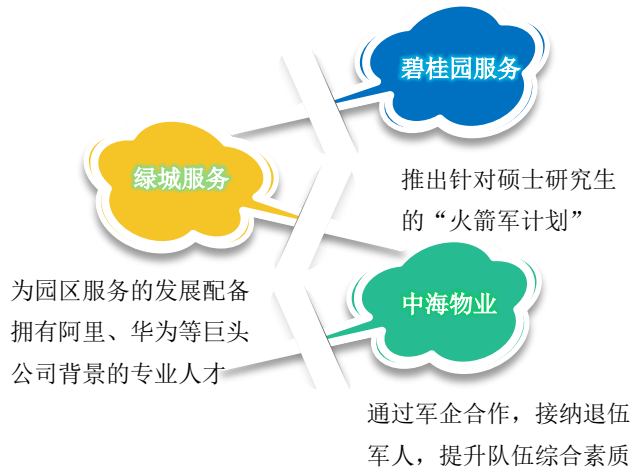 碧桂园服务
推出针对硕士研究生
的“火箭军计划”
绿城服务
为园区服务的发展配备
拥有阿里、华为等巨头
公司背景的专业人才
中海物业
通过军企合作，接纳退伍
军人，提升队伍综合素质